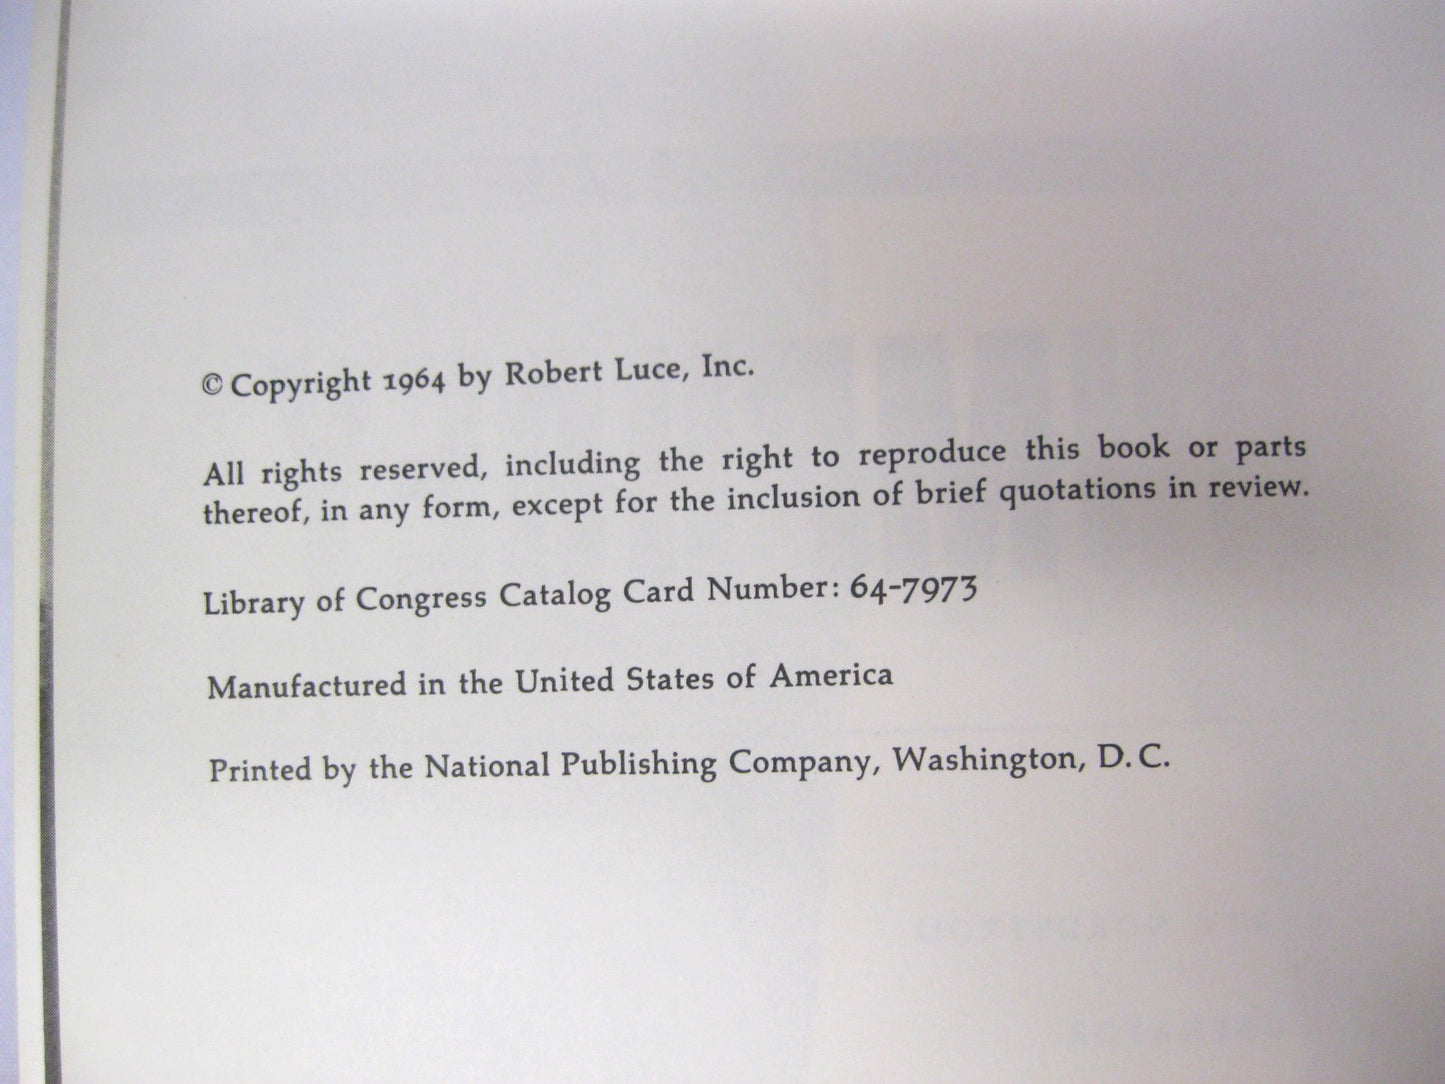 © Copyright 1964 by Robert Luce, Inc.
All rights reserved, including the right to reproduce this book or parts
thereof, in any form, except for the inclusion of brief quotations in review.
Library of Congress Catalog Card Number: 64-7973
Manufactured in the United States of America
Printed by the National Publishing Company, Washington, D. C.